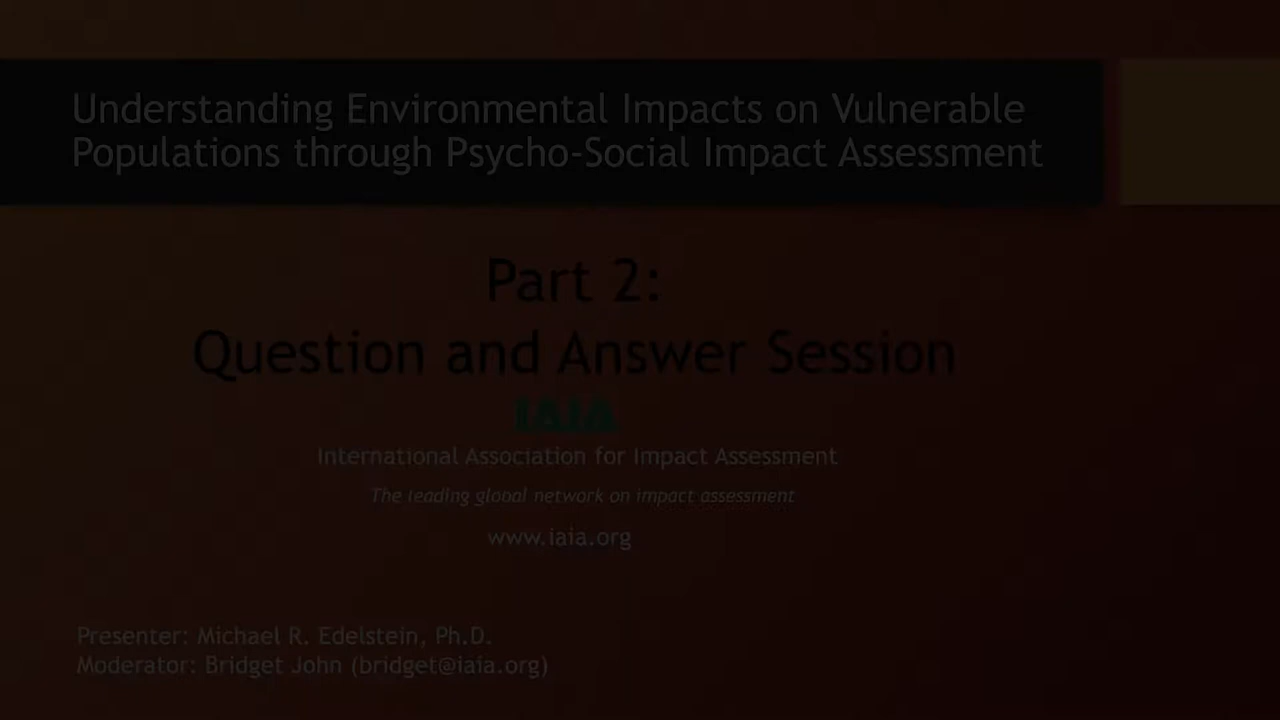 Understanding Environmental Impacts on Vulnerable
Populations through Psycho-Social Impact Assessment
Part 2:
Question and Answer Session
IAIA
International Association for Impact Assessment
The leading global network on impact assessment
www.iaia.org
Presenter: Michael R. Edelstein, Ph.D.
Moderator: Bridget John (bridget@iaia.org)